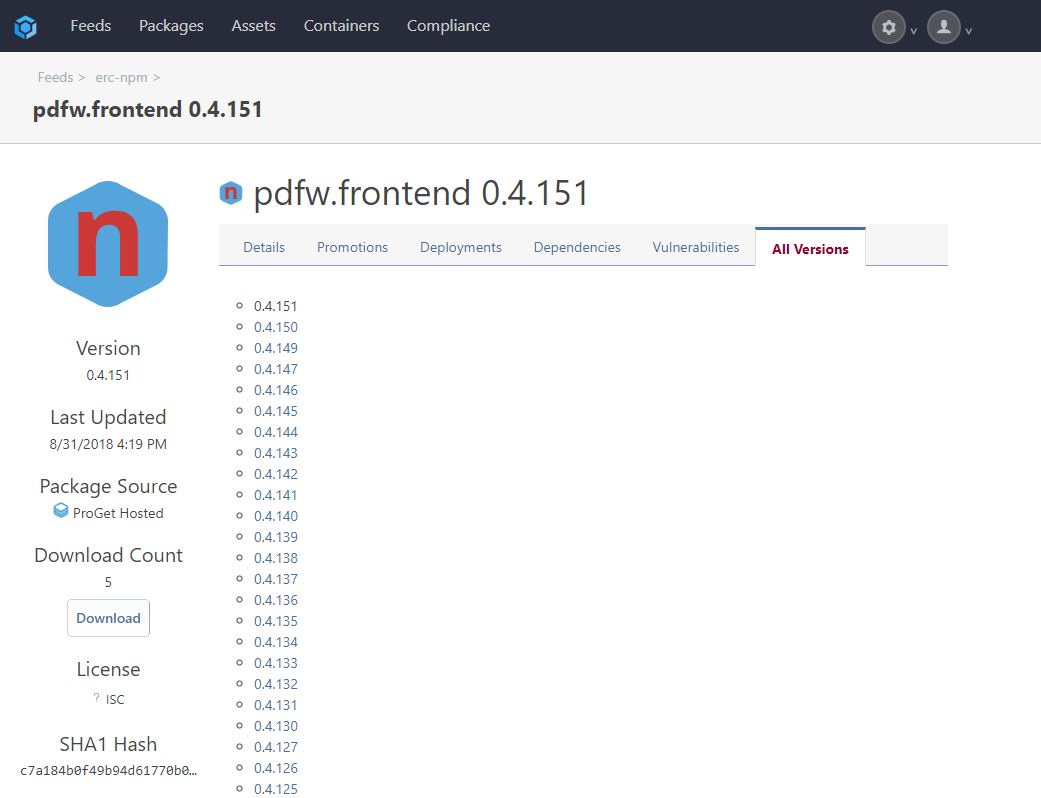 Feeds Packages Assets Containers Compliance
Feeds > erc-npm >
pdfw.frontend 0.4.151
n
Version
0.4.151
Last Updated
8/31/2018 4:19 PM
Package Source
ProGet Hosted
Download Count
5
Download
License
? ISC
SHA1 Hash
c7a184b0f49b94d61770b0…
n pdfw.frontend 0.4.151
Details Promotions Deployments Dependencies Vulnerabilities All Versions
0.4.151
0.4.150
0.4.149
0.4.147
0.4.146
0.4.145
0.4.144
0.4.143
0.4.142
0.4.141
0.4.140
0.4.139
0.4.138
0.4.137
0.4.136
0.4.135
0.4.134
0.4.133
0.4.132
0.4.131
0.4.130
0.4.127
0.4.126
0.4.125